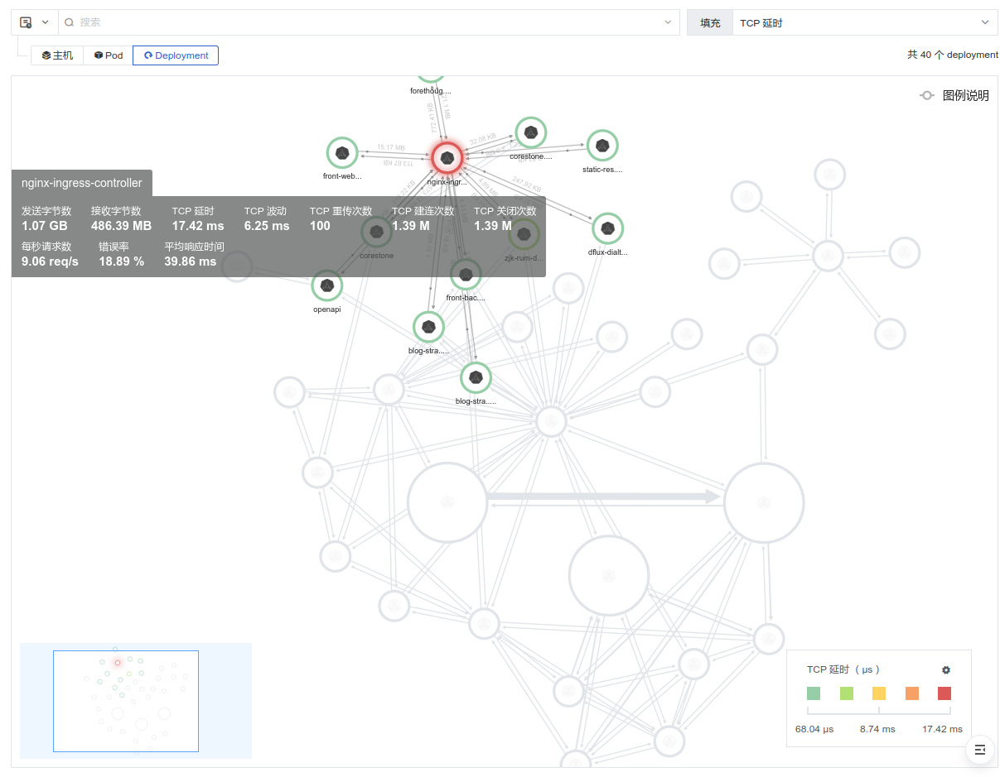 搜索
填充
TCP 延时
主机
Pod
Deployment
共 40 个 deployment
图例说明
forethoug....
21.1 MB
772.41 KB
15.17 MB
113.67 KB
32.08 KB
front-web...
nginx-ingr...
corestone....
static-res....
247.92 KB
4.89 MB
dflux-dialt...
nginx-ingress-controller
发送字节数 接收字节数 TCP 延时 TCP 波动 TCP 重传次数 TCP 建连次数 TCP 关闭次数
1.07 GB 486.39 MB 17.42 ms 6.25 ms 100 1.39 M 1.39 M
每秒请求数 错误率 平均响应时间
9.06 req/s 18.89 % 39.86 ms
corestone
zjk-rum-d...
front-bac....
openapi
blog-stra.....
blog-stra.....
TCP 延时（ μs ）
68.04 μs 8.74 ms 17.42 ms